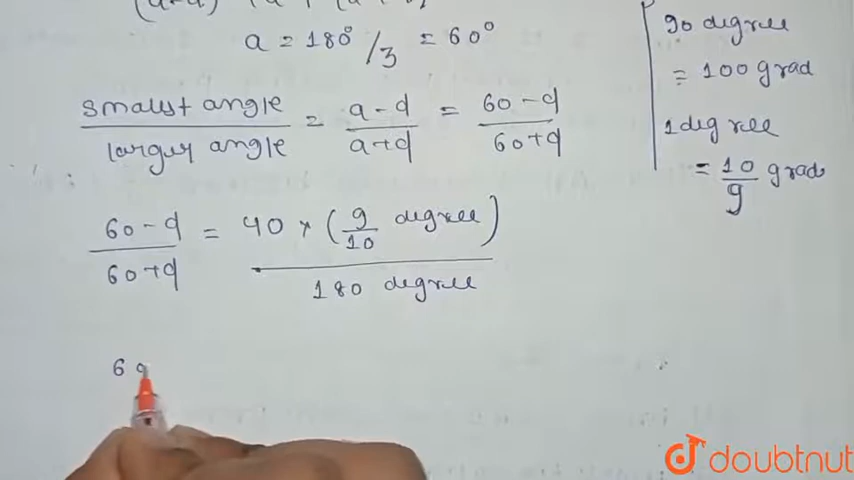 a = 180° / 3 = 60°
smallest angle / larger angle = a - d / a + d = 60 - d / 60 + d
60 - d / 60 + d = 40 × ( 9 / 10 degree ) / 180 degree
6
90 degree
= 100 grad
1 degree
= 10 / 9 grad
doubtnut